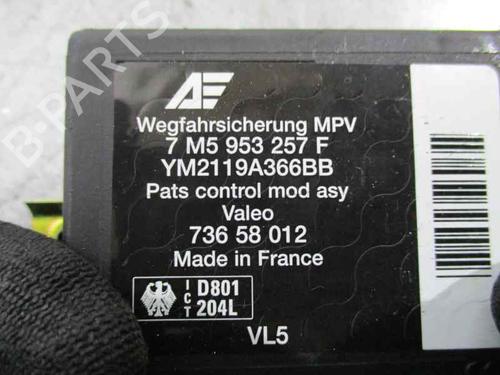 AE
Wegfahrsicherung MPV
7 M5 953 257 F
YM2119A366BB
Pats control mod asy
Valeo
736 58 012
Made in France
ICT D801 204L
VL5
B-PARTS